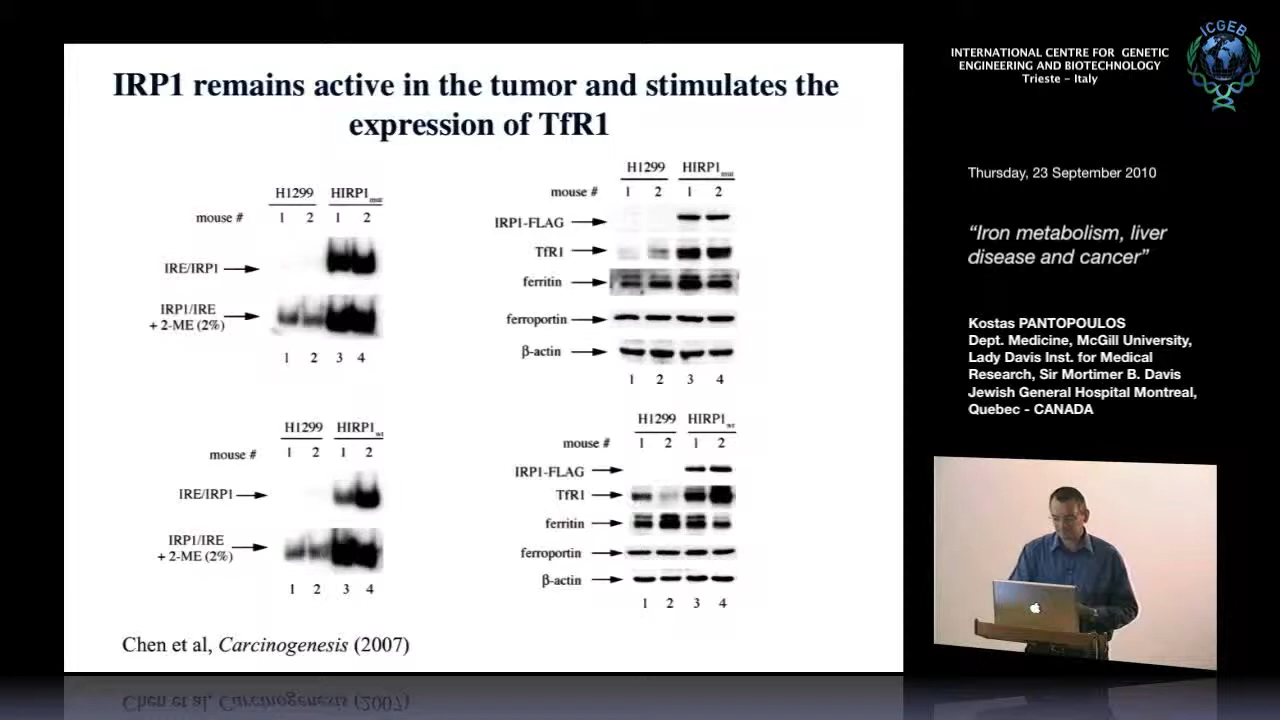 IRP1 remains active in the tumor and stimulates the
expression of TfR1
H1299 HIRP1mut
mouse # 1 2 1 2
IRE/IRP1
IRP1/IRE
+ 2-ME (2%)
1 2 3 4
H1299 HIRP1mut
mouse # 1 2 1 2
IRP1-FLAG
TfR1
ferritin
ferroportin
β-actin
1 2 3 4
H1299 HIRP1wt
mouse # 1 2 1 2
IRE/IRP1
IRP1/IRE
+ 2-ME (2%)
1 2 3 4
H1299 HIRP1wt
mouse # 1 2 1 2
IRP1-FLAG
TfR1
ferritin
ferroportin
β-actin
1 2 3 4
Chen et al, Carcinogenesis (2007)
INTERNATIONAL CENTRE FOR GENETIC
ENGINEERING AND BIOTECHNOLOGY
Trieste - Italy
ICGEB
Thursday, 23 September 2010
“Iron metabolism, liver
disease and cancer”
Kostas PANTOPOULOS
Dept. Medicine, McGill University,
Lady Davis Inst. for Medical
Research, Sir Mortimer B. Davis
Jewish General Hospital Montreal,
Quebec - CANADA